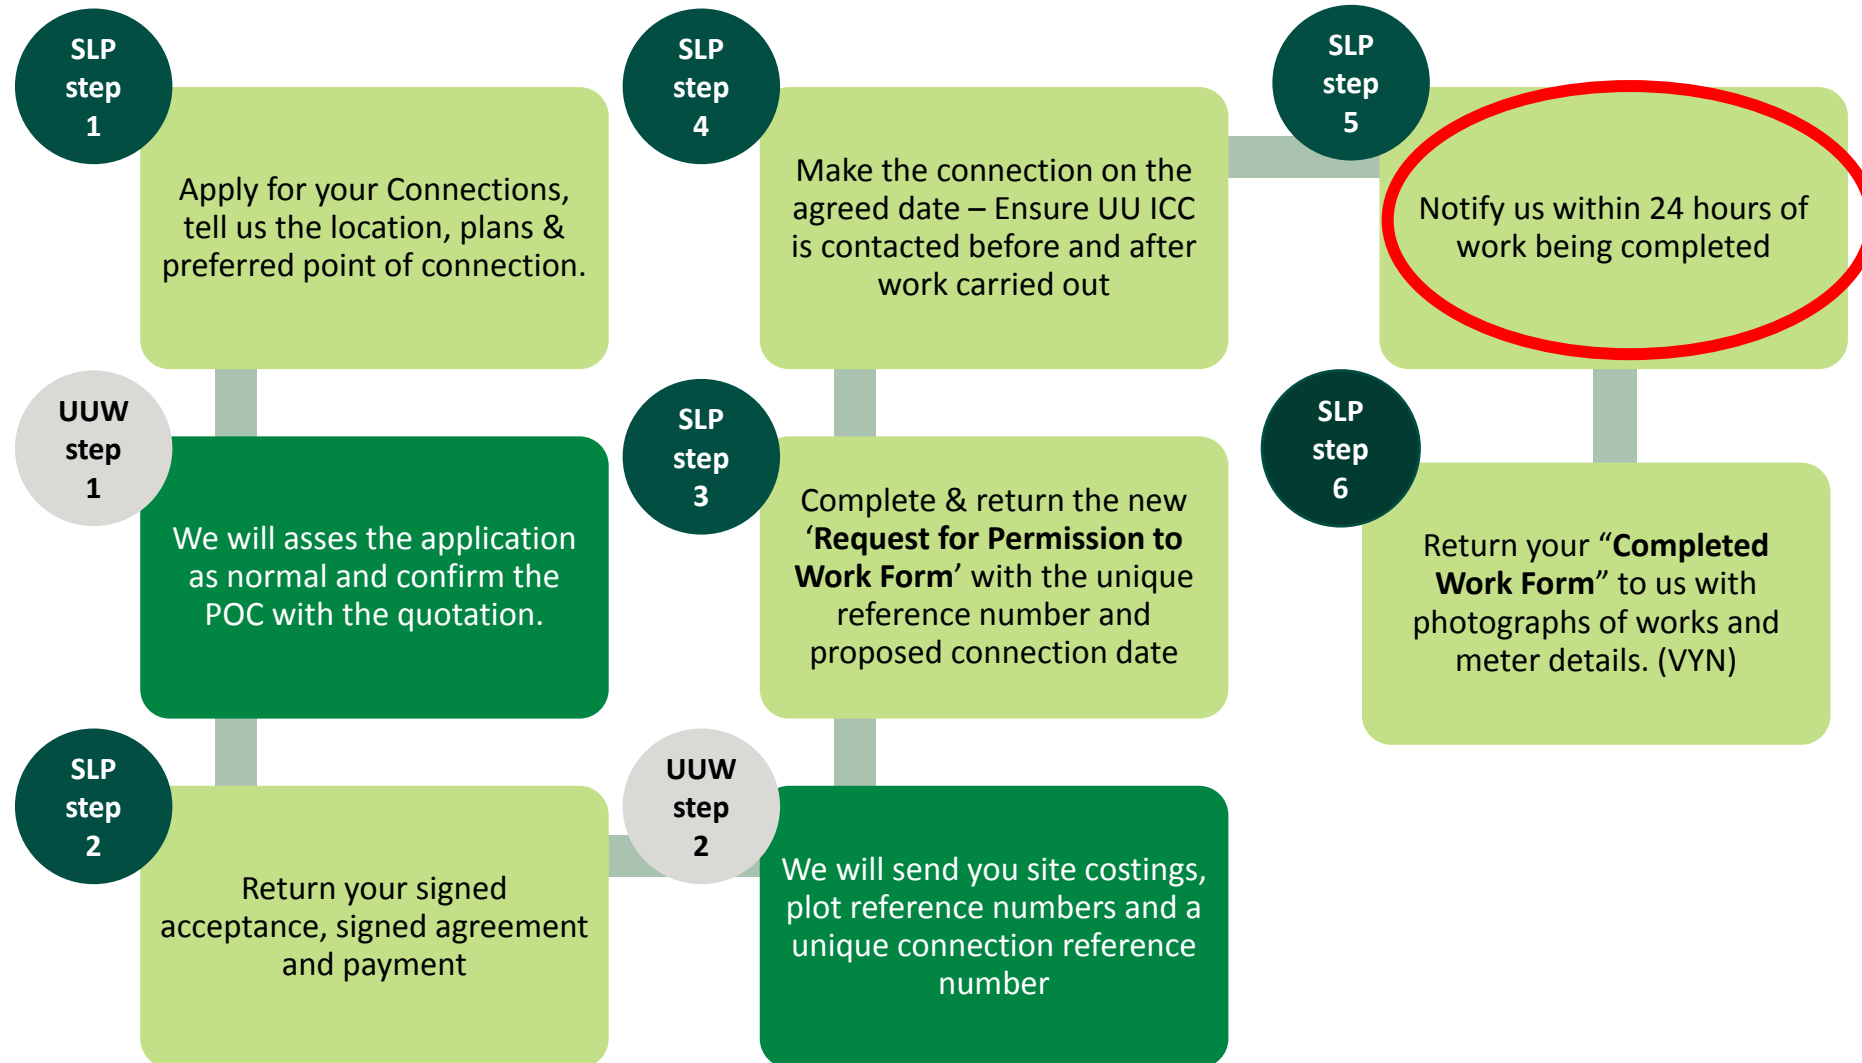 SLP
step
1
Apply for your Connections,
tell us the location, plans &
preferred point of connection.
UUW
step
1
We will asses the application
as normal and confirm the
POC with the quotation.
SLP
step
2
Return your signed
acceptance, signed agreement
and payment
UUW
step
2
We will send you site costings,
plot reference numbers and a
unique connection reference
number
SLP
step
3
Complete & return the new
‘Request for Permission to
Work Form’ with the unique
reference number and
proposed connection date
SLP
step
4
Make the connection on the
agreed date – Ensure UU ICC
is contacted before and after
work carried out
SLP
step
5
Notify us within 24 hours of
work being completed
SLP
step
6
Return your “Completed
Work Form” to us with
photographs of works and
meter details. (VYN)